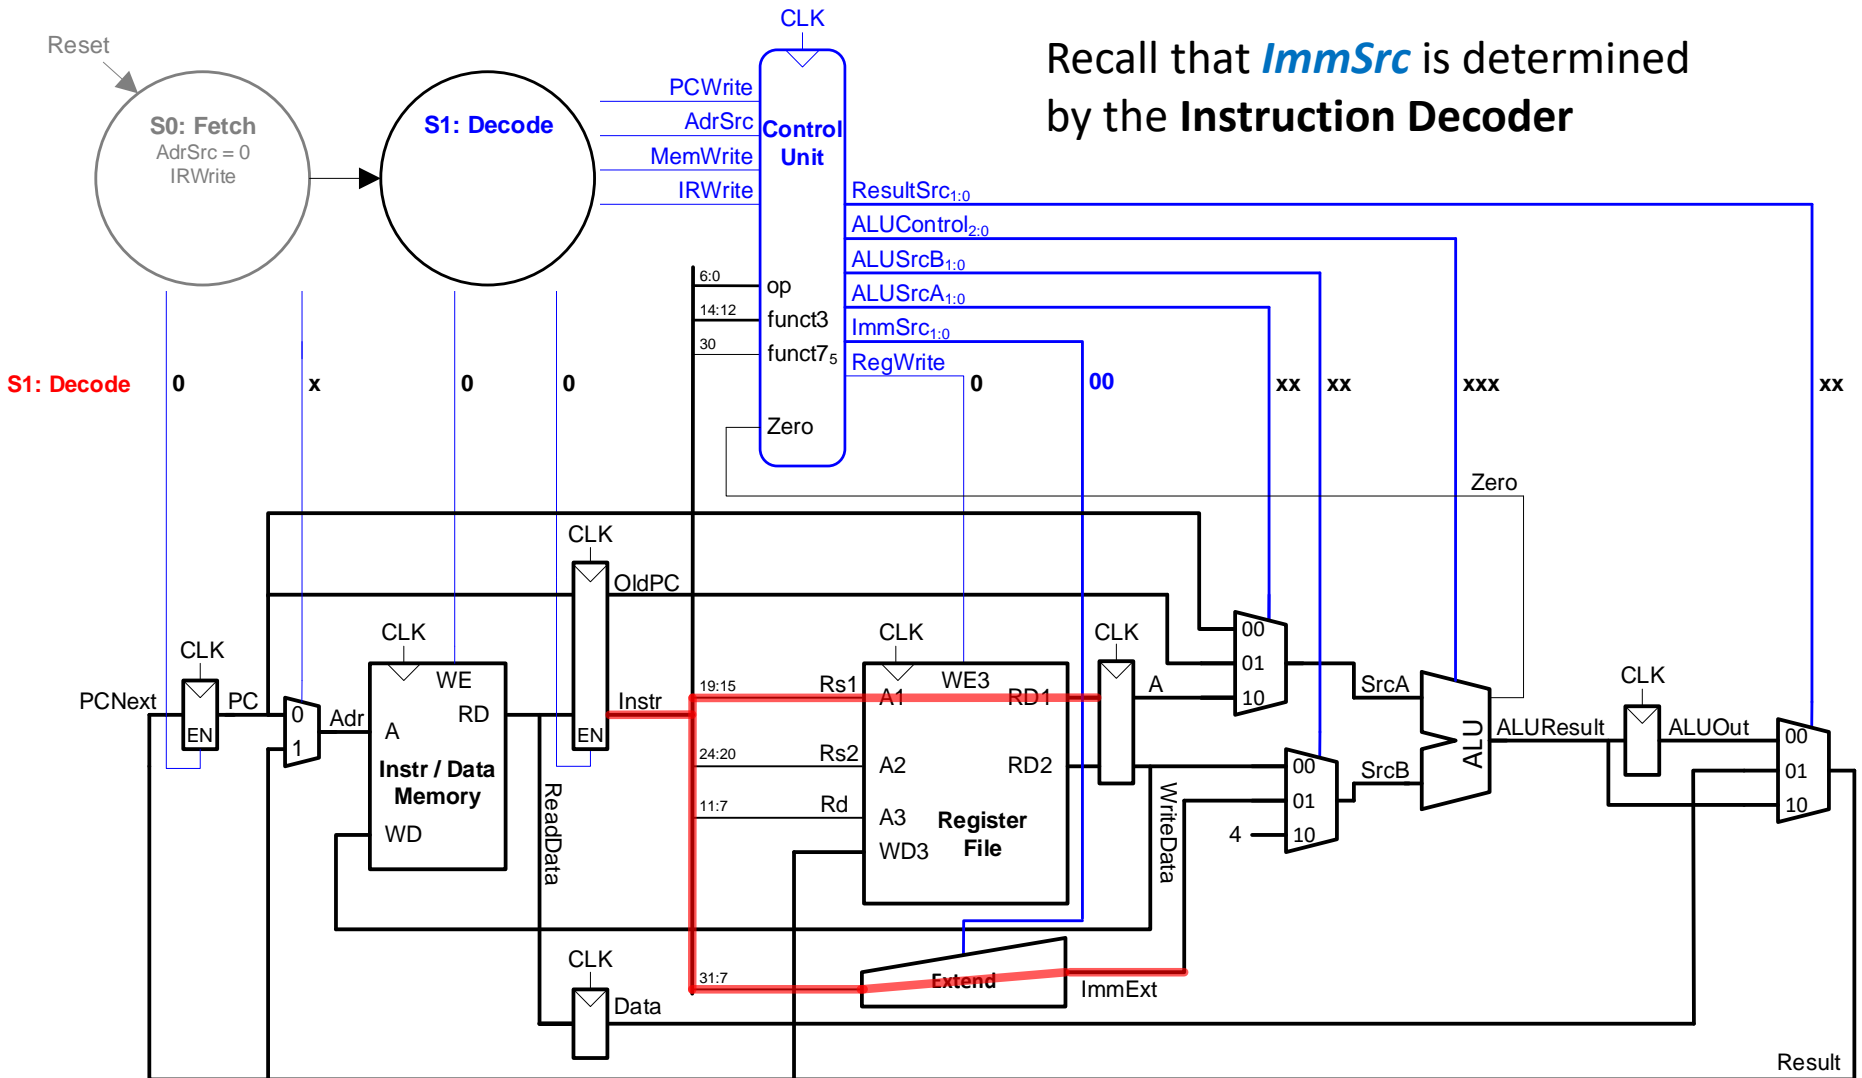 Recall that ImmSrc is determined
by the Instruction Decoder
Reset
S0: Fetch
AdrSrc = 0
IRWrite
S1: Decode
CLK
PCWrite
AdrSrc
MemWrite
IRWrite
Control
Unit
ResultSrc1:0
ALUControl2:0
ALUSrcB1:0
ALUSrcA1:0
ImmSrc1:0
RegWrite
6:0
op
14:12
funct3
30
funct75
Zero
S1: Decode
0
x
0
0
0
00
xx
xx
xxx
xx
Zero
CLK
OldPC
CLK
PCNext
PC
EN
0
1
Adr
CLK
WE
A
RD
Instr / Data
Memory
WD
ReadData
Instr
EN
19:15
Rs1
24:20
Rs2
11:7
Rd
31:7
CLK
A1
WE3
RD1
A2
RD2
A3
WD3
Register
File
CLK
A
WriteData
00
01
10
00
01
10
4
SrcA
SrcB
ALU
ALUResult
CLK
ALUOut
00
01
10
Extend
ImmExt
CLK
Data
Result